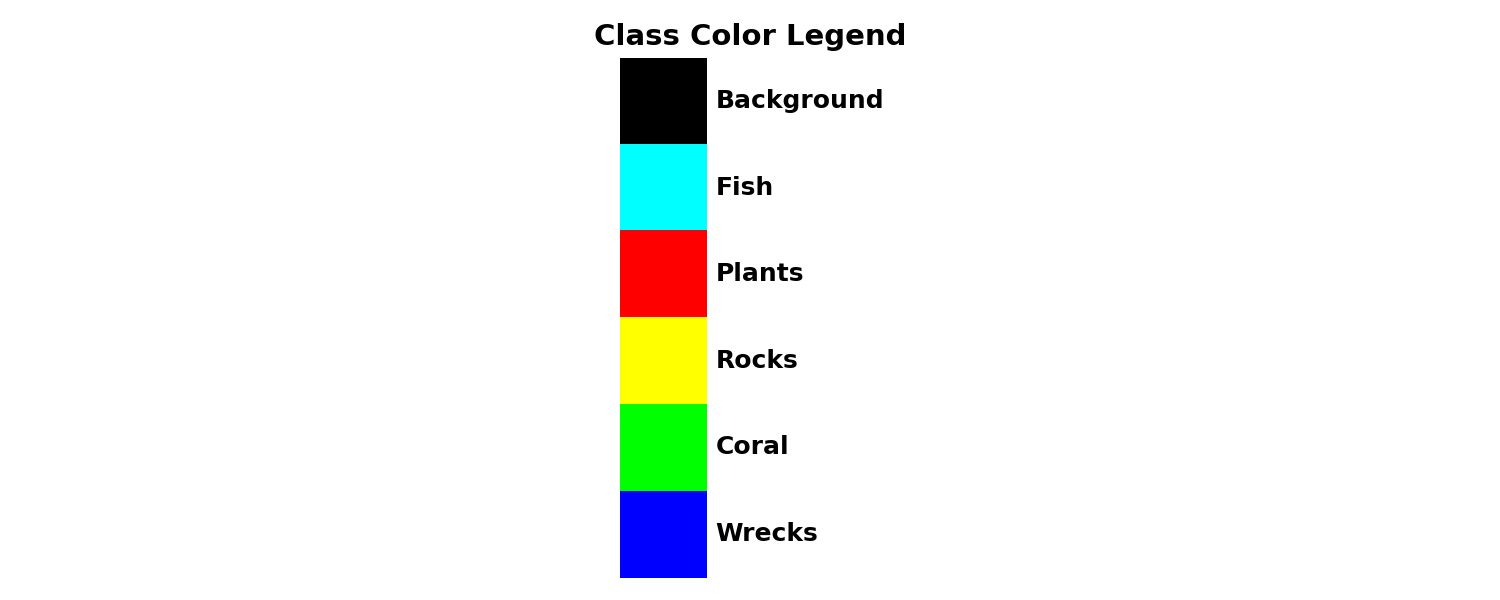 Class Color Legend
Background
Fish
Plants
Rocks
Coral
Wrecks